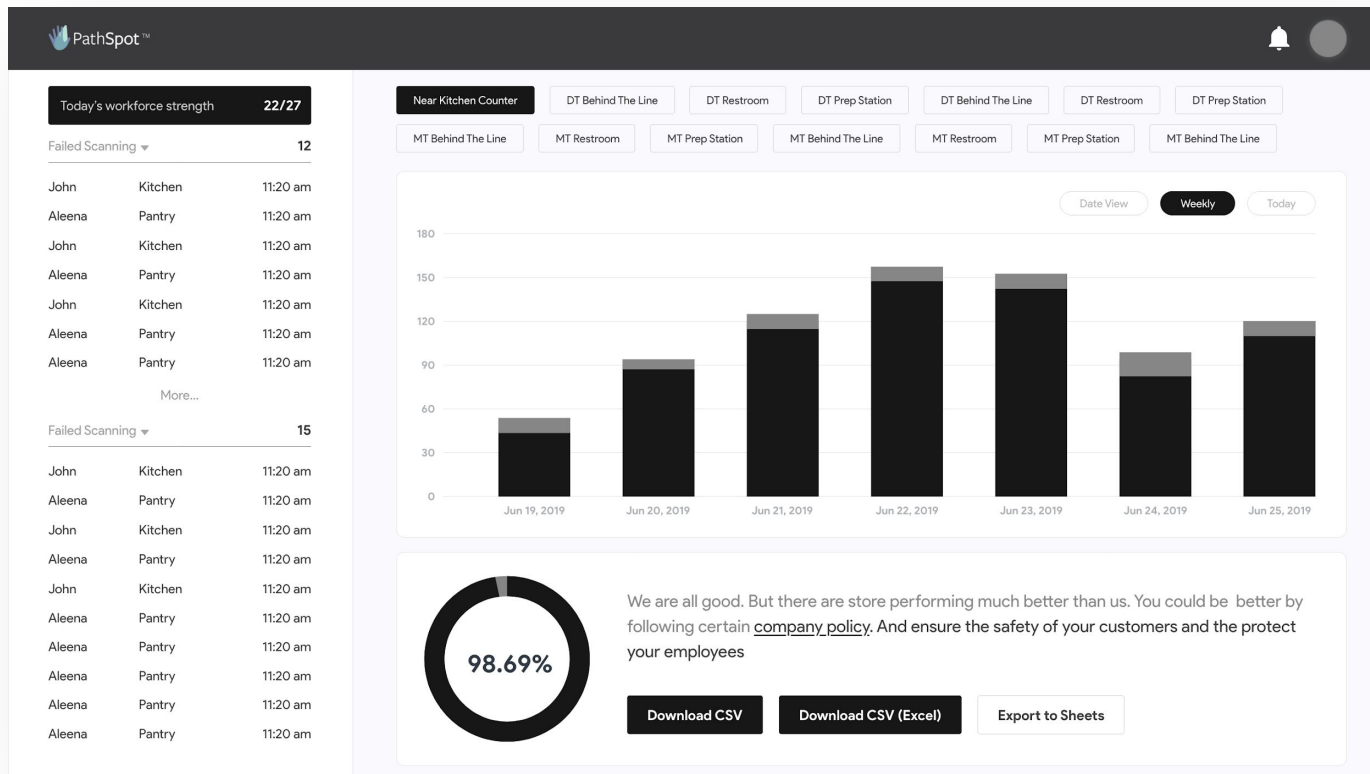 PathSpot™
Today's workforce strength 22/27
Failed Scanning 12
John Kitchen 11:20 am
Aleena Pantry 11:20 am
John Kitchen 11:20 am
Aleena Pantry 11:20 am
John Kitchen 11:20 am
Aleena Pantry 11:20 am
Aleena Pantry 11:20 am
More...
Failed Scanning 15
John Kitchen 11:20 am
Aleena Pantry 11:20 am
John Kitchen 11:20 am
Aleena Pantry 11:20 am
John Kitchen 11:20 am
Aleena Pantry 11:20 am
Aleena Pantry 11:20 am
Aleena Pantry 11:20 am
Aleena Pantry 11:20 am
Aleena Pantry 11:20 am
Near Kitchen Counter DT Behind The Line DT Restroom DT Prep Station DT Behind The Line DT Restroom DT Prep Station
MT Behind The Line MT Restroom MT Prep Station MT Behind The Line MT Restroom MT Prep Station MT Behind The Line
Date View Weekly Today
180
150
120
90
60
30
0
Jun 19, 2019 Jun 20, 2019 Jun 21, 2019 Jun 22, 2019 Jun 23, 2019 Jun 24, 2019 Jun 25, 2019
98.69%
We are all good. But there are store performing much better than us. You could be better by
following certain company policy. And ensure the safety of your customers and the protect
your employees
Download CSV Download CSV (Excel) Export to Sheets